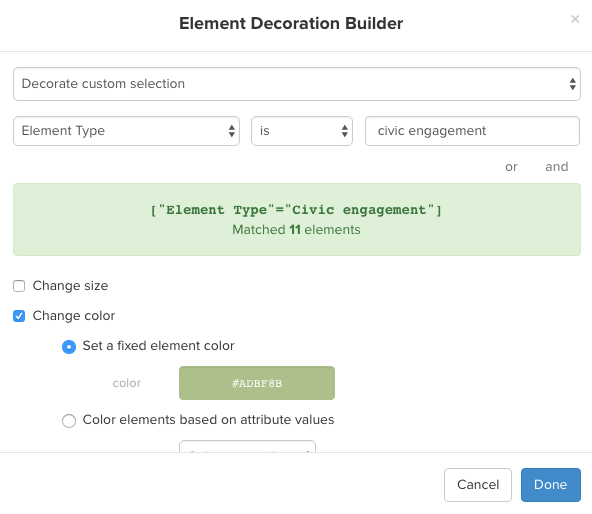 Element Decoration Builder
×
Decorate custom selection
Element Type is civic engagement
or and
["Element Type"="Civic engagement"]
Matched 11 elements
Change size
Change color
Set a fixed element color
color #ADBF8B
Color elements based on attribute values
Cancel Done